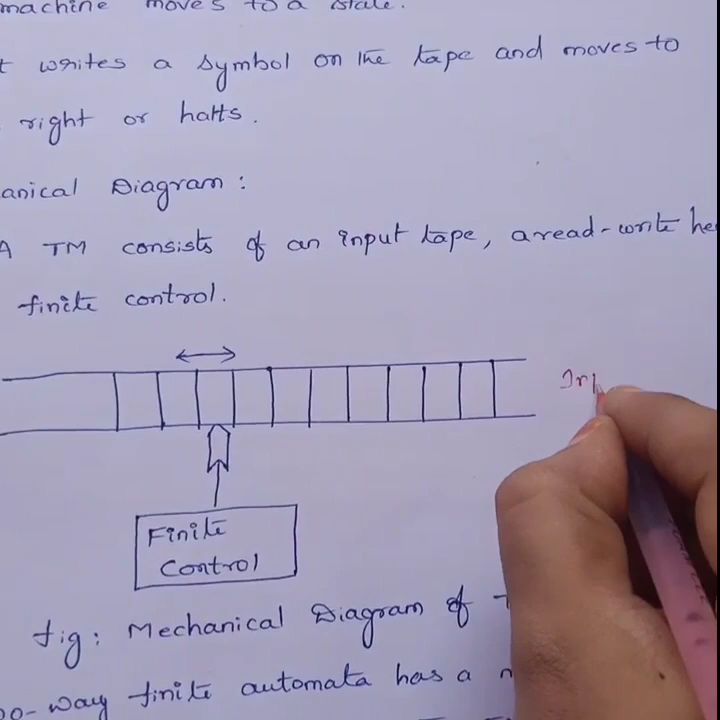 machine moves to a state.
t writes a symbol on the tape and moves to
right or halts.
anical Diagram:
A TM consists of an input tape, a read-write he
finite control.
Inp
Finite
Control
fig: Mechanical Diagram of T
o-way finite automata has a